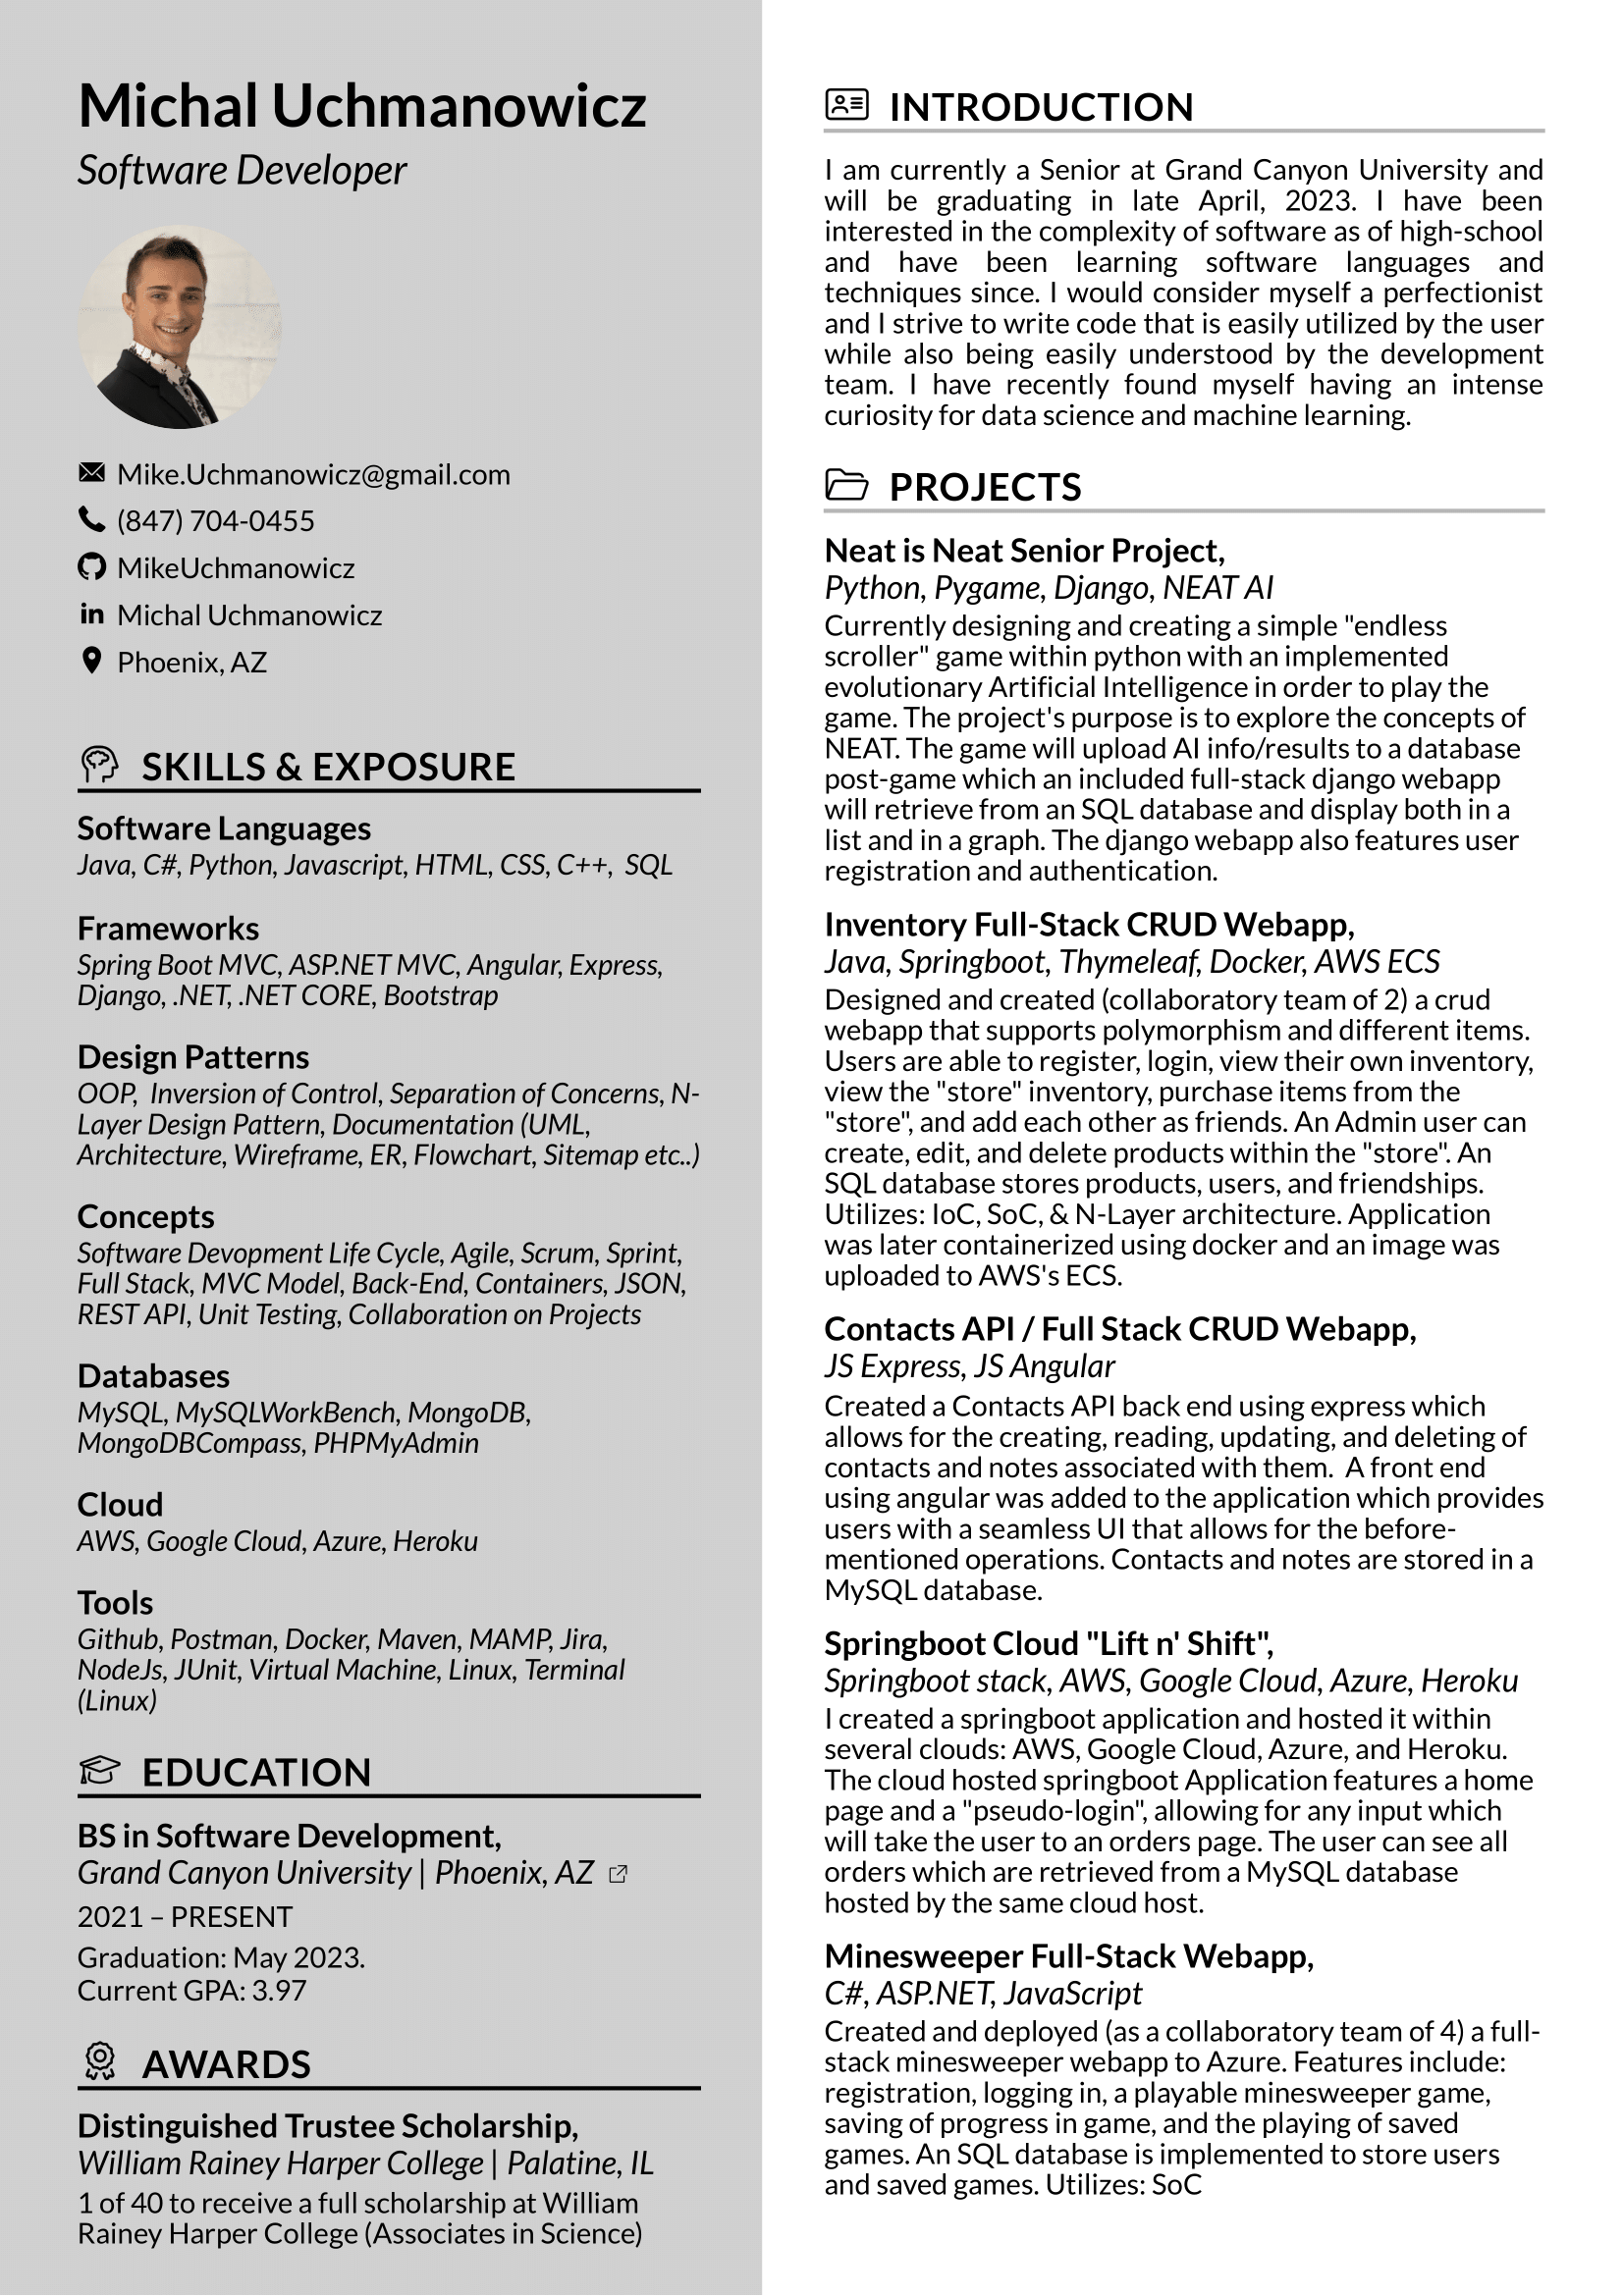 Michal Uchmanowicz
Software Developer
Mike.Uchmanowicz@gmail.com
(847) 704-0455
MikeUchmanowicz
Michal Uchmanowicz
Phoenix, AZ
SKILLS & EXPOSURE
Software Languages
Java, C#, Python, Javascript, HTML, CSS, C++,  SQL
Frameworks
Spring Boot MVC, ASP.NET MVC, Angular, Express,
Django, .NET, .NET CORE, Bootstrap
Design Patterns
OOP,  Inversion of Control, Separation of Concerns, N-
Layer Design Pattern, Documentation (UML,
Architecture, Wireframe, ER, Flowchart, Sitemap etc..)
Concepts
Software Devopment Life Cycle, Agile, Scrum, Sprint,
Full Stack, MVC Model, Back-End, Containers, JSON,
REST API, Unit Testing, Collaboration on Projects
Databases
MySQL, MySQLWorkBench, MongoDB,
MongoDBCompass, PHPMyAdmin
Cloud
AWS, Google Cloud, Azure, Heroku
Tools
Github, Postman, Docker, Maven, MAMP, Jira,
NodeJs, JUnit, Virtual Machine, Linux, Terminal
(Linux)
EDUCATION
BS in Software Development,
Grand Canyon University | Phoenix, AZ
2021 – PRESENT
Graduation: May 2023.
Current GPA: 3.97
AWARDS
Distinguished Trustee Scholarship,
William Rainey Harper College | Palatine, IL
1 of 40 to receive a full scholarship at William
Rainey Harper College (Associates in Science)
INTRODUCTION
I am currently a Senior at Grand Canyon University and
will be graduating in late April, 2023. I have been
interested in the complexity of software as of high-school
and have been learning software languages and
techniques since. I would consider myself a perfectionist
and I strive to write code that is easily utilized by the user
while also being easily understood by the development
team. I have recently found myself having an intense
curiosity for data science and machine learning.
PROJECTS
Neat is Neat Senior Project,
Python, Pygame, Django, NEAT AI
Currently designing and creating a simple "endless
scroller" game within python with an implemented
evolutionary Artificial Intelligence in order to play the
game. The project's purpose is to explore the concepts of
NEAT. The game will upload AI info/results to a database
post-game which an included full-stack django webapp
will retrieve from an SQL database and display both in a
list and in a graph. The django webapp also features user
registration and authentication.
Inventory Full-Stack CRUD Webapp,
Java, Springboot, Thymeleaf, Docker, AWS ECS
Designed and created (collaboratory team of 2) a crud
webapp that supports polymorphism and different items.
Users are able to register, login, view their own inventory,
view the "store" inventory, purchase items from the
"store", and add each other as friends. An Admin user can
create, edit, and delete products within the "store". An
SQL database stores products, users, and friendships.
Utilizes: IoC, SoC, & N-Layer architecture. Application
was later containerized using docker and an image was
uploaded to AWS's ECS.
Contacts API / Full Stack CRUD Webapp,
JS Express, JS Angular
Created a Contacts API back end using express which
allows for the creating, reading, updating, and deleting of
contacts and notes associated with them.  A front end
using angular was added to the application which provides
users with a seamless UI that allows for the before-
mentioned operations. Contacts and notes are stored in a
MySQL database.
Springboot Cloud "Lift n' Shift",
Springboot stack, AWS, Google Cloud, Azure, Heroku
I created a springboot application and hosted it within
several clouds: AWS, Google Cloud, Azure, and Heroku.
The cloud hosted springboot Application features a home
page and a "pseudo-login", allowing for any input which
will take the user to an orders page. The user can see all
orders which are retrieved from a MySQL database
hosted by the same cloud host.
Minesweeper Full-Stack Webapp,
C#, ASP.NET, JavaScript
Created and deployed (as a collaboratory team of 4) a full-
stack minesweeper webapp to Azure. Features include:
registration, logging in, a playable minesweeper game,
saving of progress in game, and the playing of saved
games. An SQL database is implemented to store users
and saved games. Utilizes: SoC